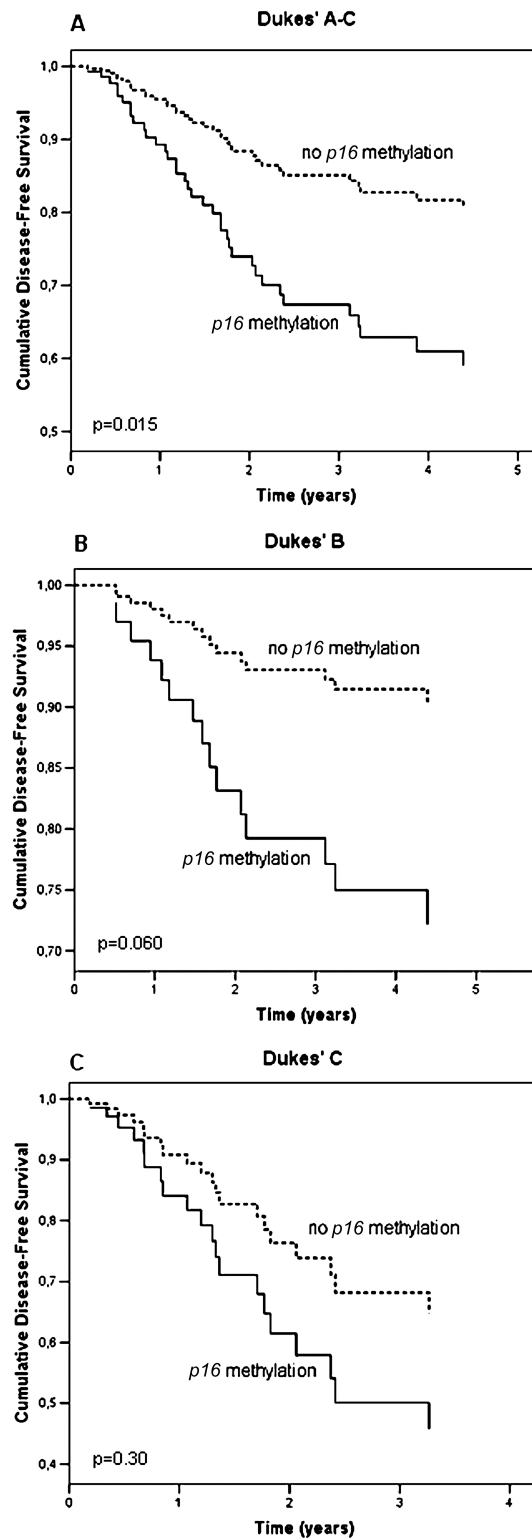 A
Dukes' A-C
1,0
0,9
0,8
0,7
0,6
0,5
Cumulative Disease-Free Survival
no p16 methylation
p16 methylation
p=0.015
0 1 2 3 4 5
Time (years)
B
Dukes' B
1,00
0,95
0,90
0,85
0,80
0,75
0,70
Cumulative Disease-Free Survival
no p16 methylation
p16 methylation
p=0.060
0 1 2 3 4 5
Time (years)
C
Dukes' C
1,0
0,9
0,8
0,7
0,6
0,5
0,4
Cumulative Disease-Free Survival
no p16 methylation
p16 methylation
p=0.30
0 1 2 3 4
Time (years)